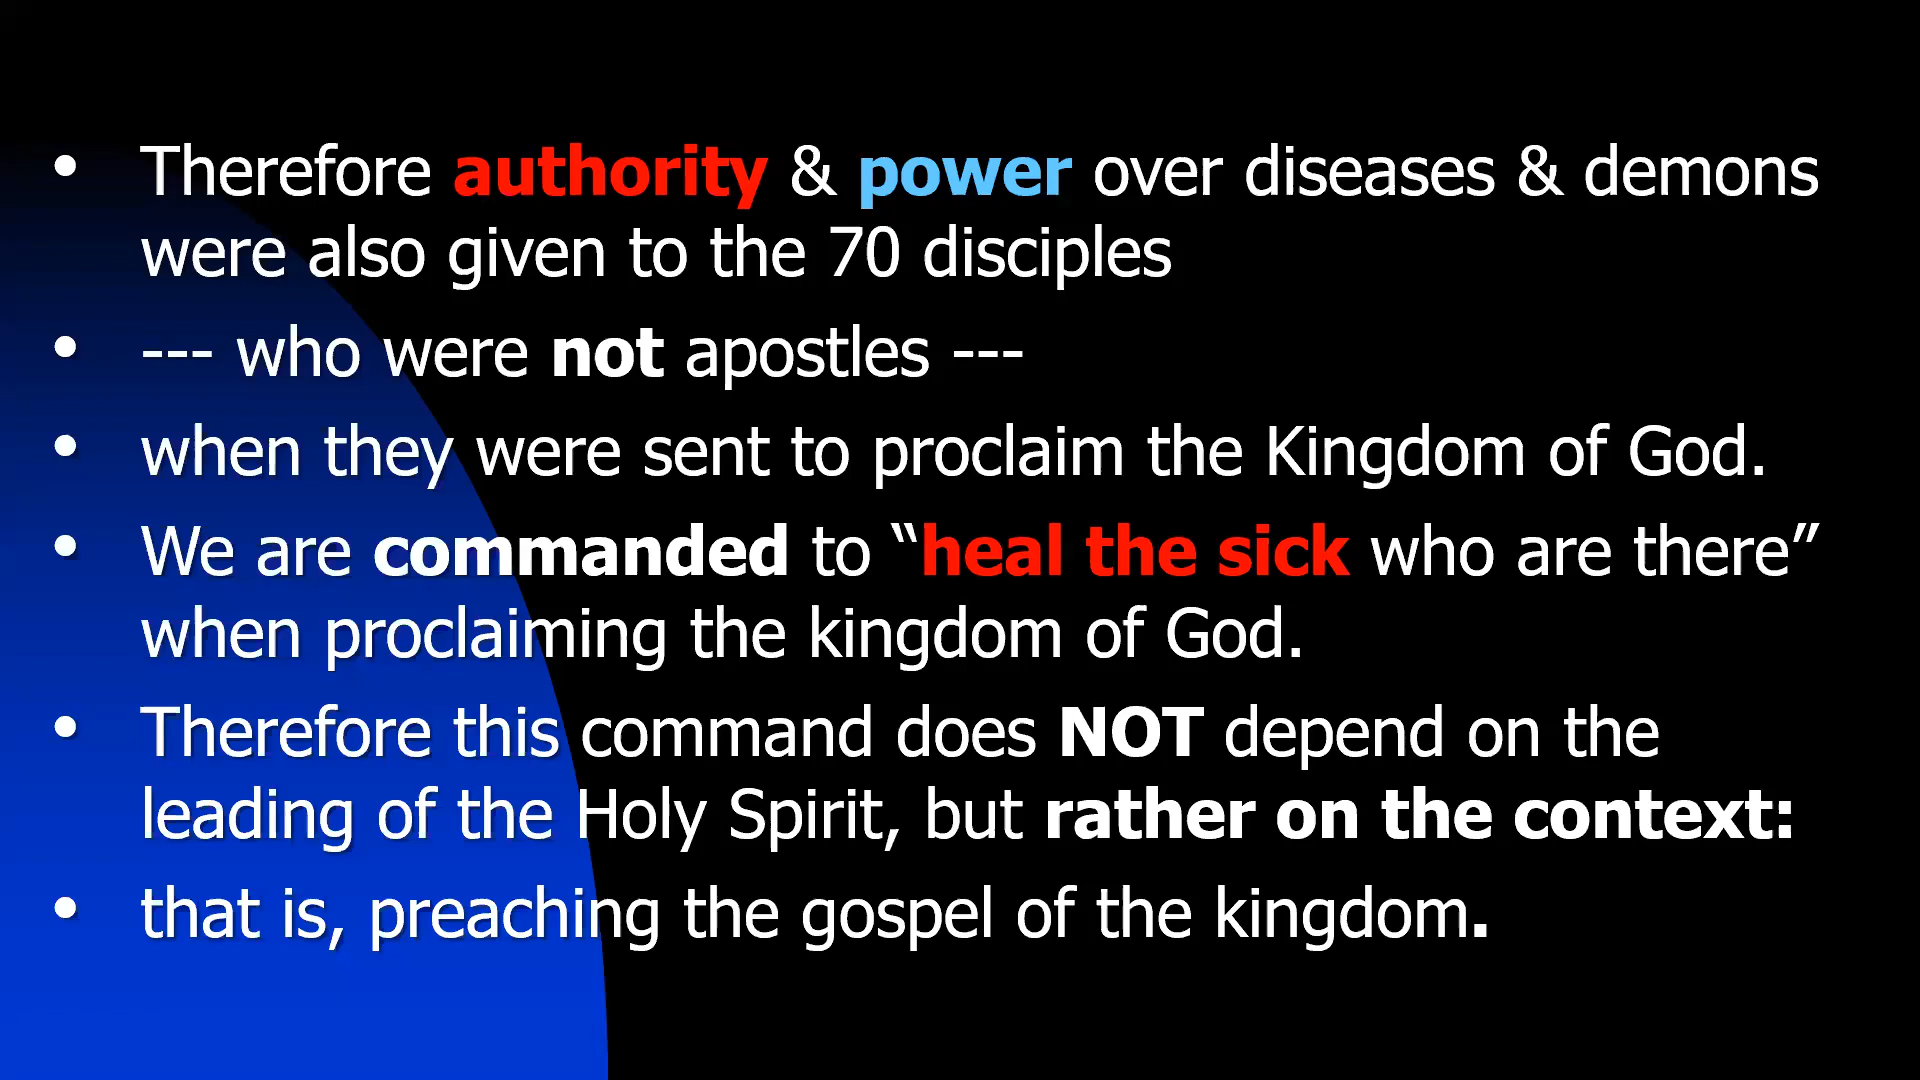 • Therefore authority & power over diseases & demons
were also given to the 70 disciples
• --- who were not apostles ---
• when they were sent to proclaim the Kingdom of God.
• We are commanded to “heal the sick who are there”
when proclaiming the kingdom of God.
• Therefore this command does NOT depend on the
leading of the Holy Spirit, but rather on the context:
• that is, preaching the gospel of the kingdom.